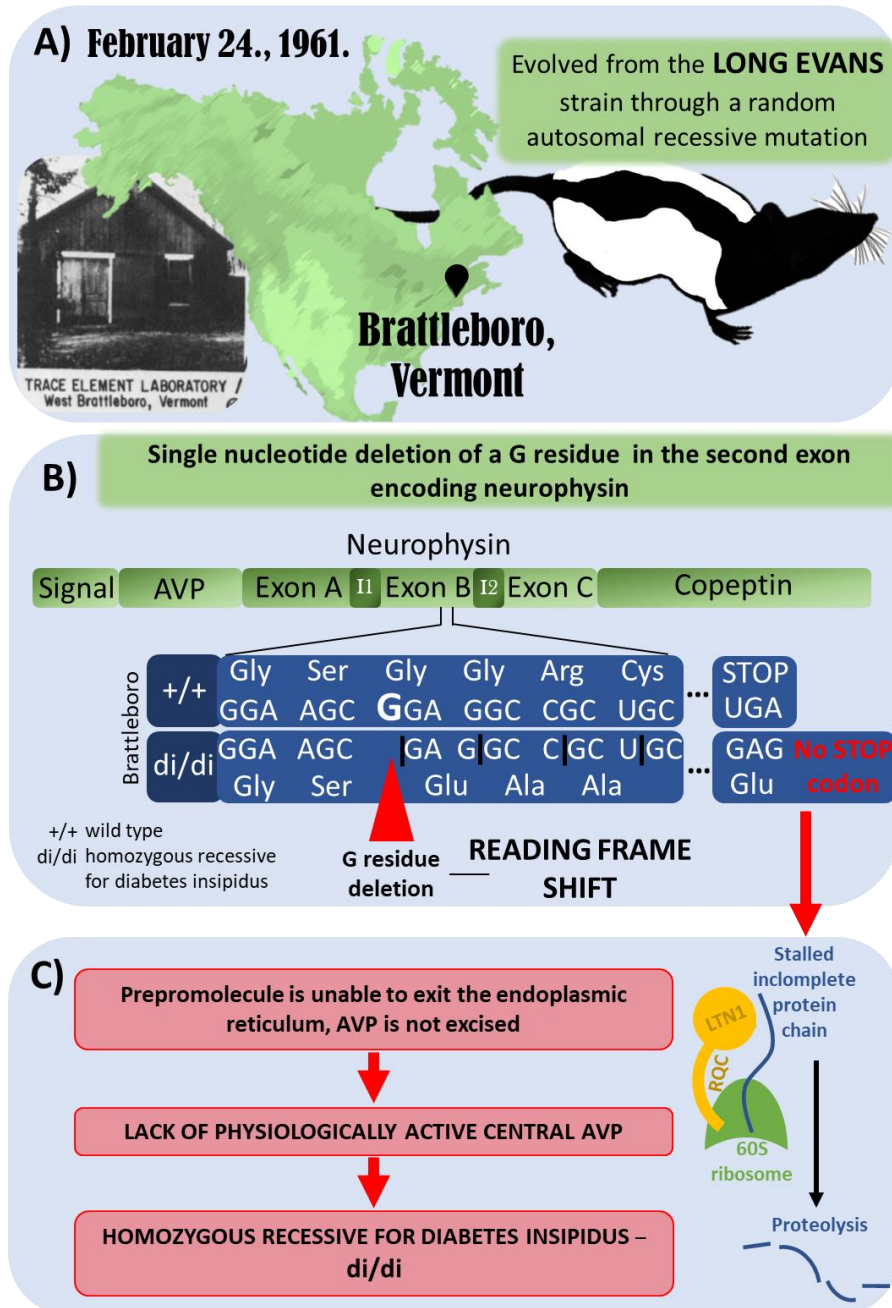 A) February 24., 1961.
Evolved from the LONG EVANS
strain through a random
autosomal recessive mutation
Brattleboro,
Vermont
TRACE ELEMENT LABORATORY /
West Brattleboro, Vermont
B)
Single nucleotide deletion of a G residue in the second exon
encoding neurophysin
Neurophysin
Signal AVP Exon A I1 Exon B I2 Exon C Copeptin
Brattleboro
+/+
Gly Ser Gly Gly Arg Cys ... STOP
GGA AGC GGA GGC CGC UGC UGA
di/di
GGA AGC |GA G|GC C|GC U|GC ... GAG No STOP
Gly Ser Glu Ala Ala Glu codon
+/+ wild type
di/di homozygous recessive
for diabetes insipidus
G residue
deletion
READING FRAME
SHIFT
C)
Prepromolecule is unable to exit the endoplasmic
reticulum, AVP is not excised
LACK OF PHYSIOLOGICALLY ACTIVE CENTRAL AVP
HOMOZYGOUS RECESSIVE FOR DIABETES INSIPIDUS –
di/di
Stalled
inclomplete
protein
chain
LTN1
RQC
60S
ribosome
Proteolysis